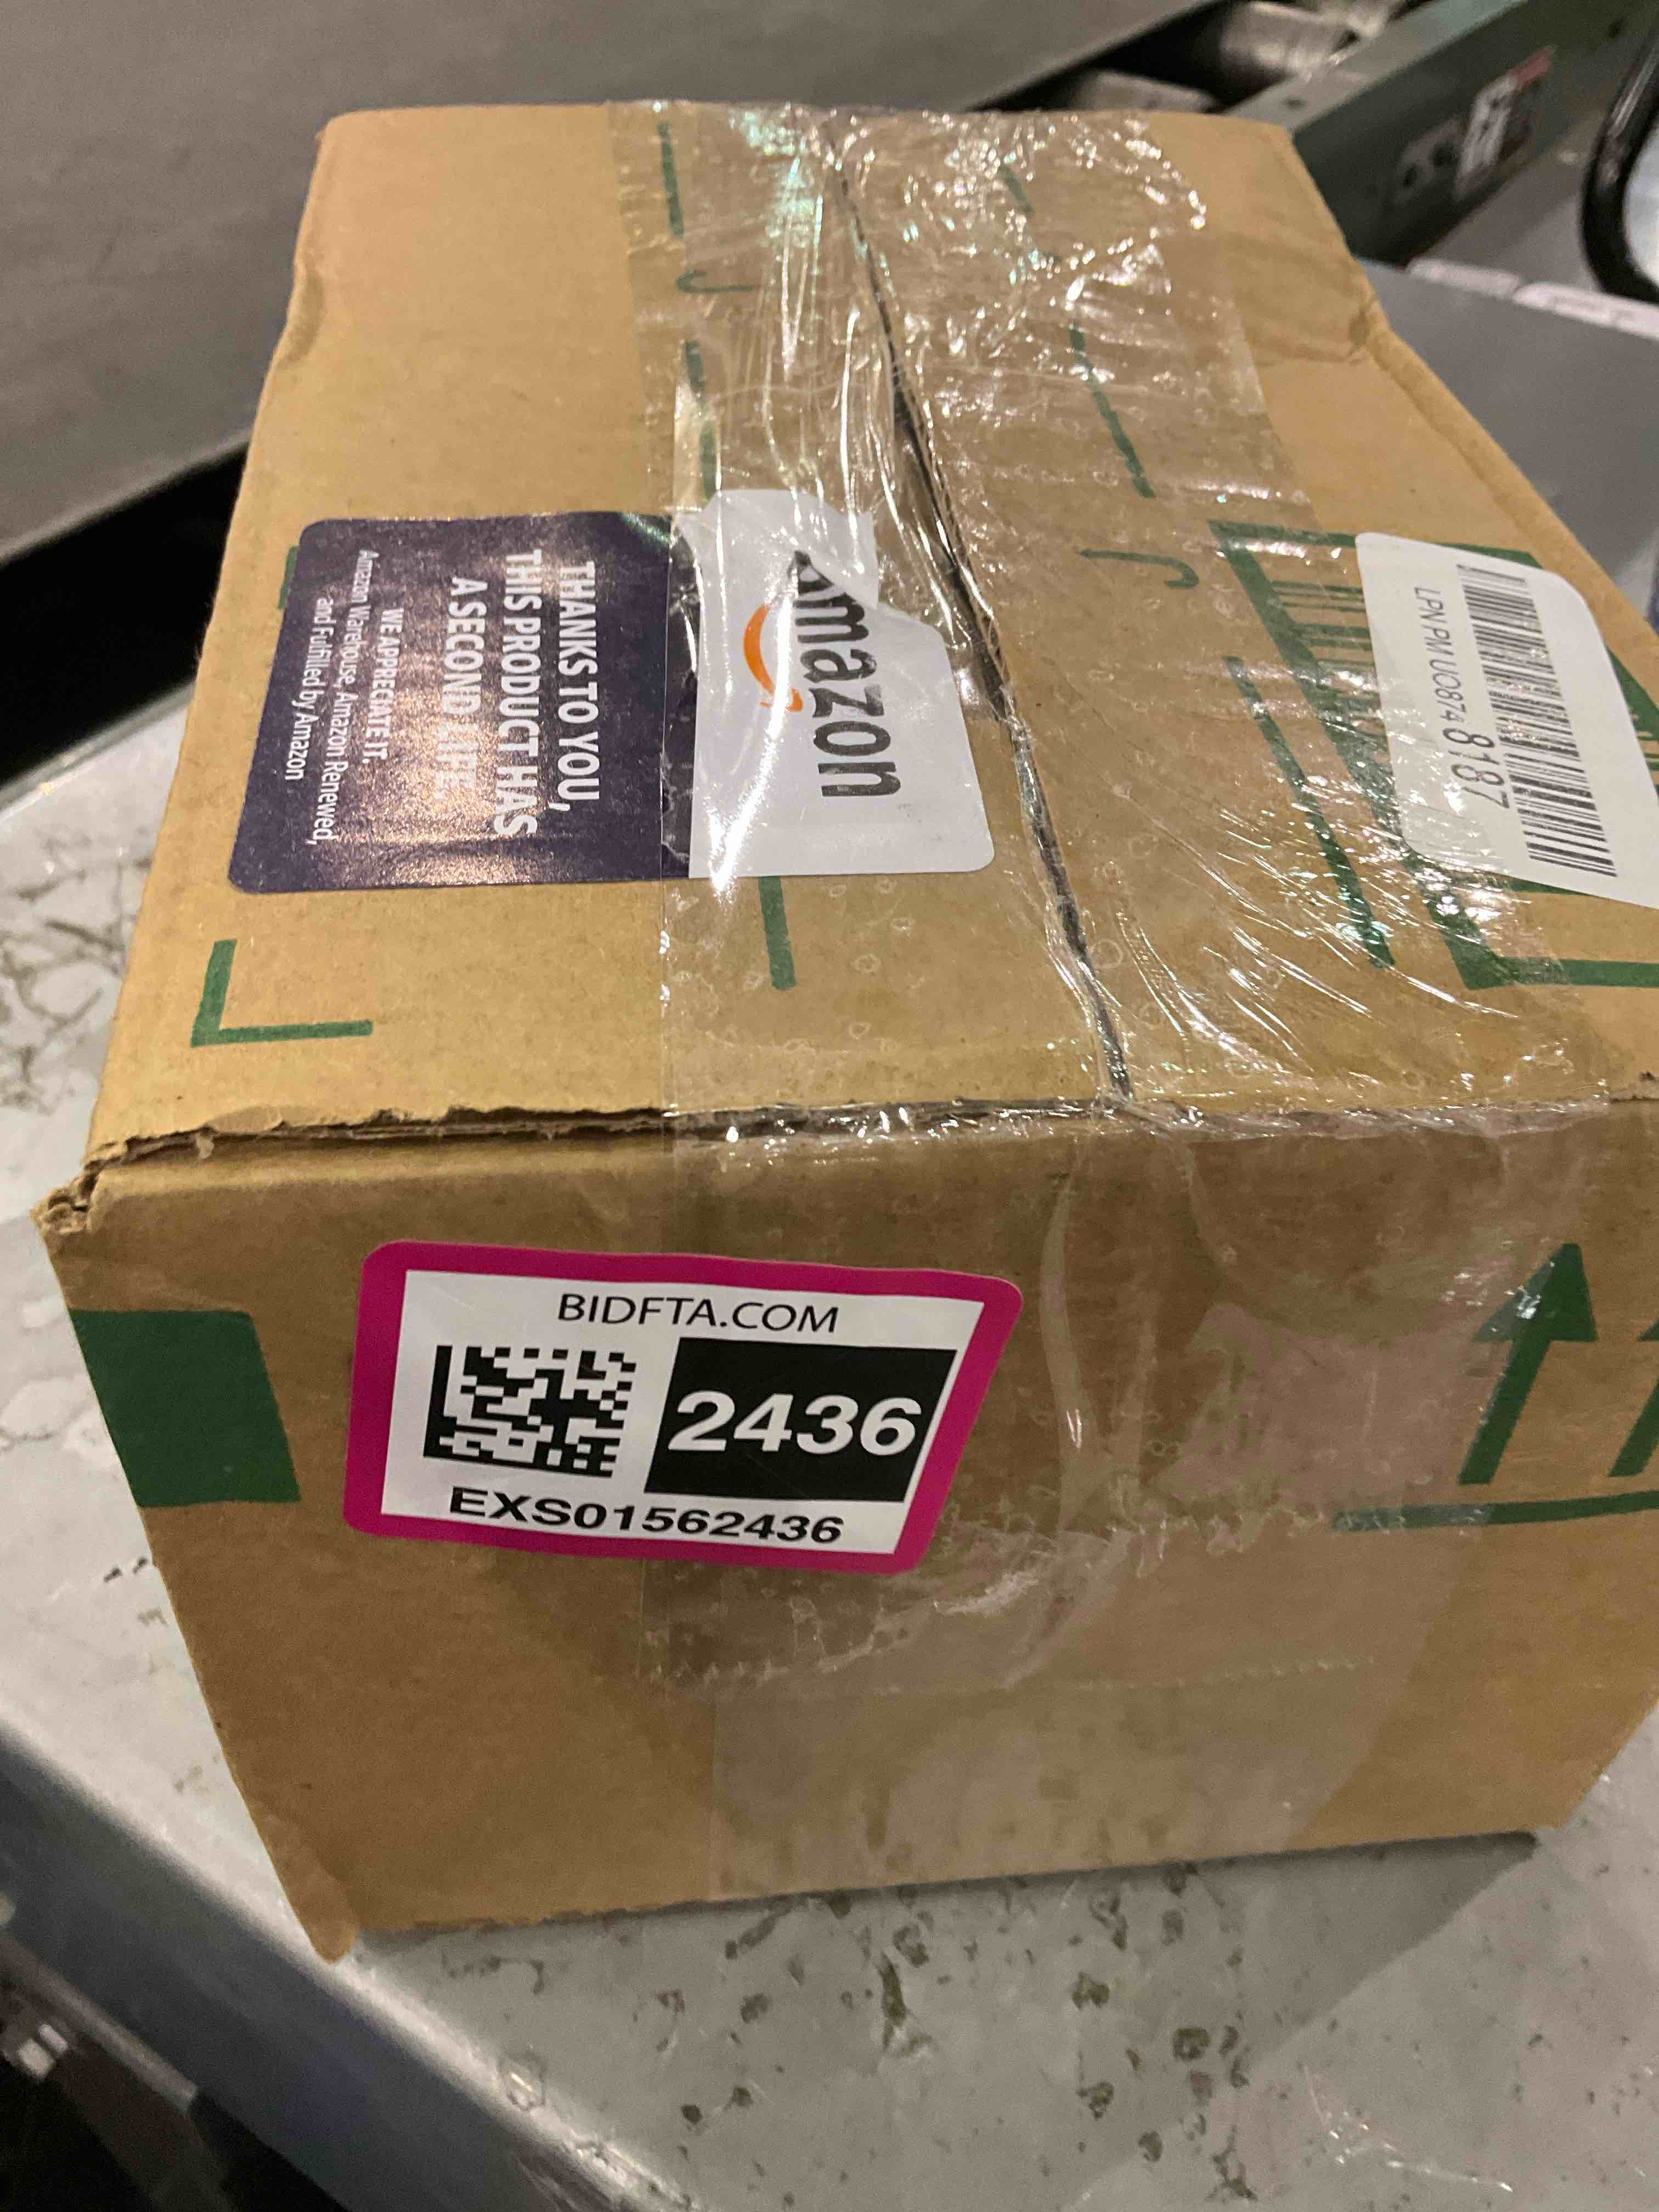 THANKS TO YOU,
THIS PRODUCT HAS
A SECOND LIFE.
WE APPRECIATE IT.
Amazon Warehouse, Amazon Renewed,
and Fulfilled by Amazon
amazon
LPN PM U0874 8187
BIDFTA.COM
2436
EXS01562436